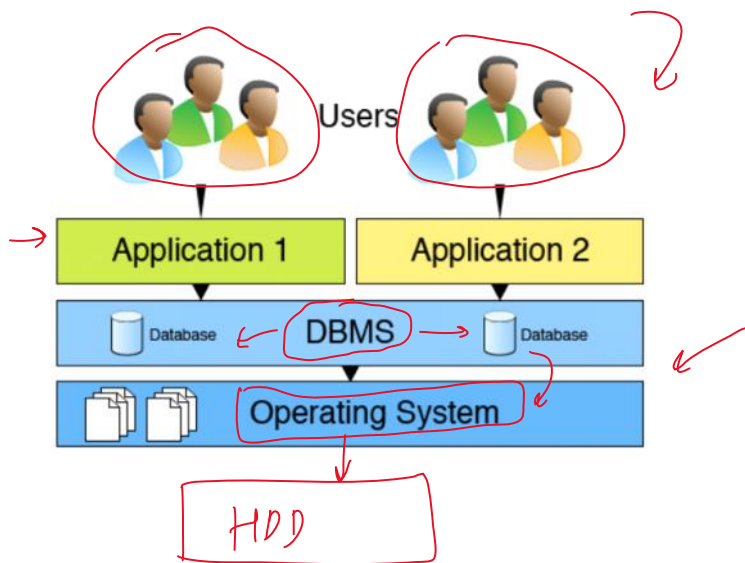 Users
Application 1
Application 2
Database
DBMS
Database
Operating System
HDD